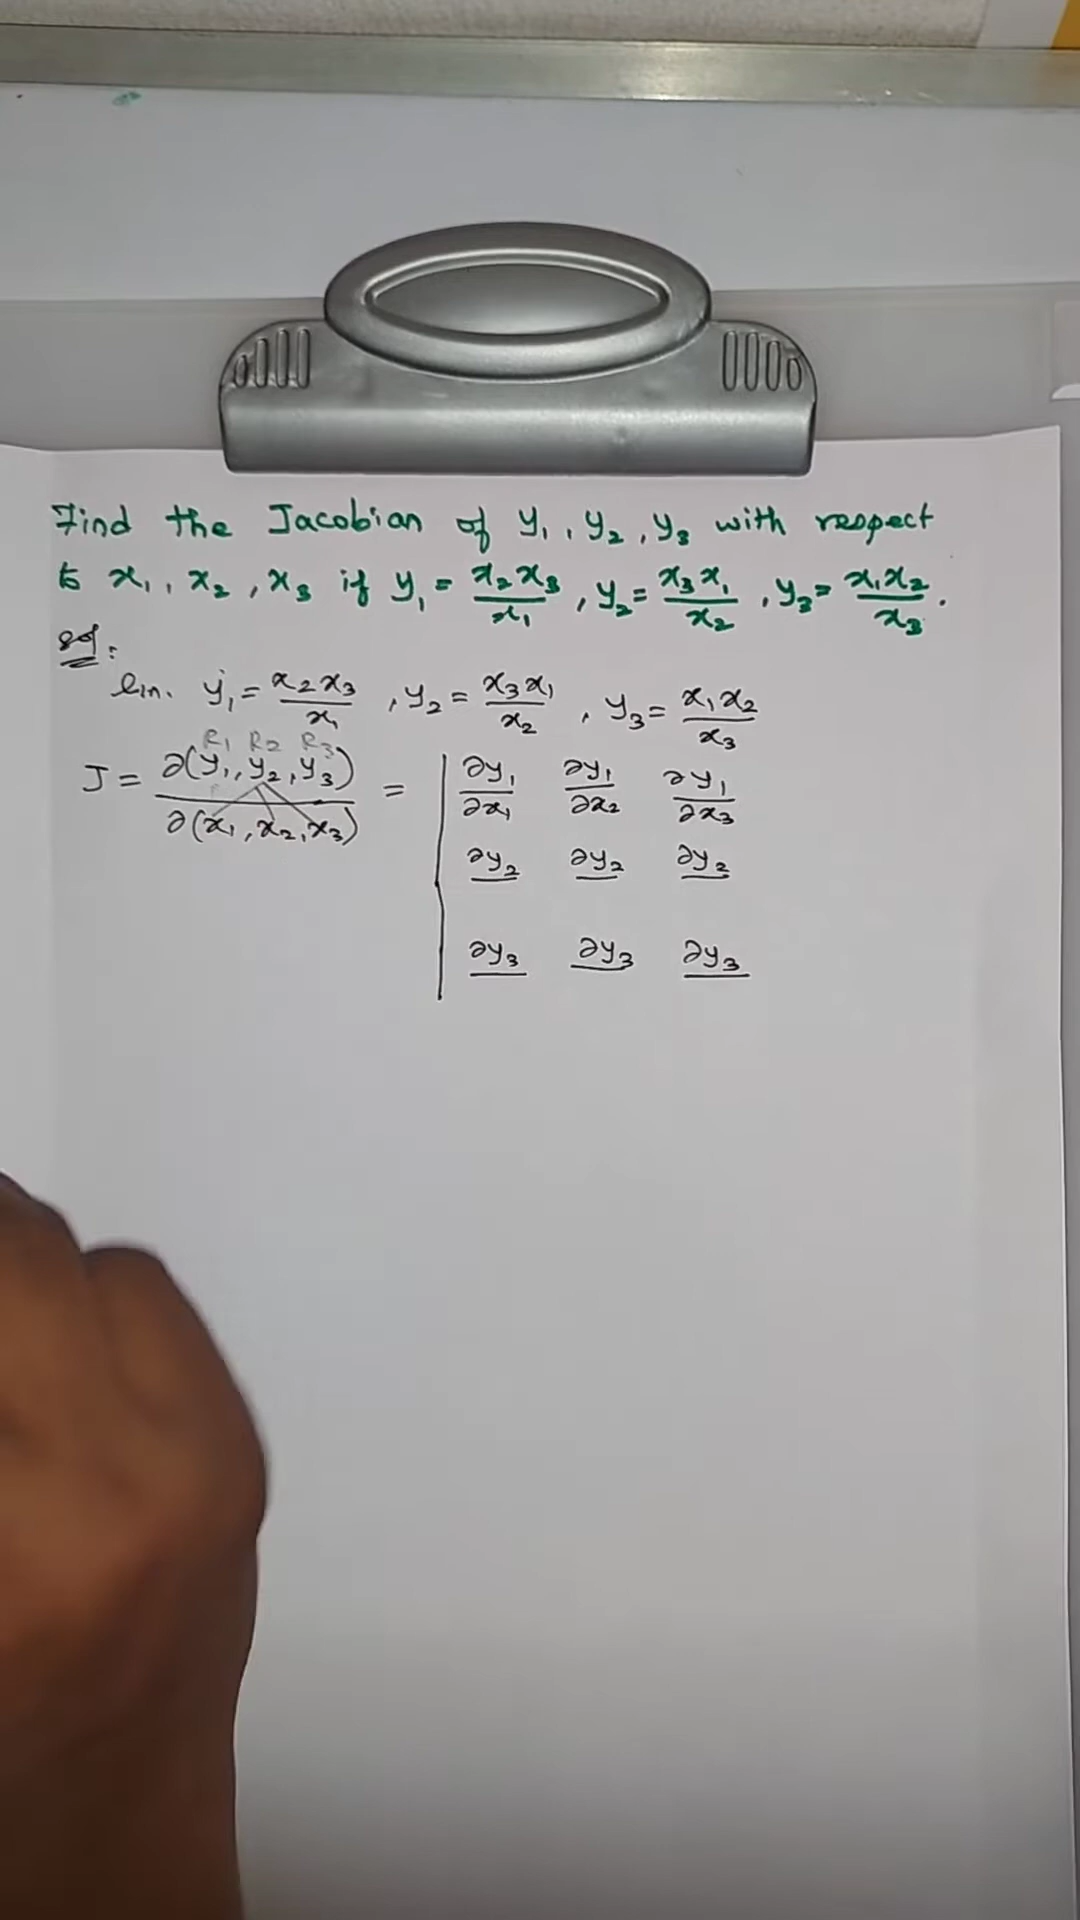 Find the Jacobian of y₁, y₂, y₃ with respect
to x₁, x₂, x₃ if y₁ = x₂x₃/x₁, y₂ = x₃x₁/x₂, y₃ = x₁x₂/x₃.
Sol:
y₁ = x₂x₃/x₁, y₂ = x₃x₁/x₂, y₃ = x₁x₂/x₃
R₁ R₂ R₃
J = ∂(y₁, y₂, y₃)/∂(x₁, x₂, x₃) = | ∂y₁/∂x₁ ∂y₁/∂x₂ ∂y₁/∂x₃
∂y₂ ∂y₂ ∂y₂
∂y₃ ∂y₃ ∂y₃